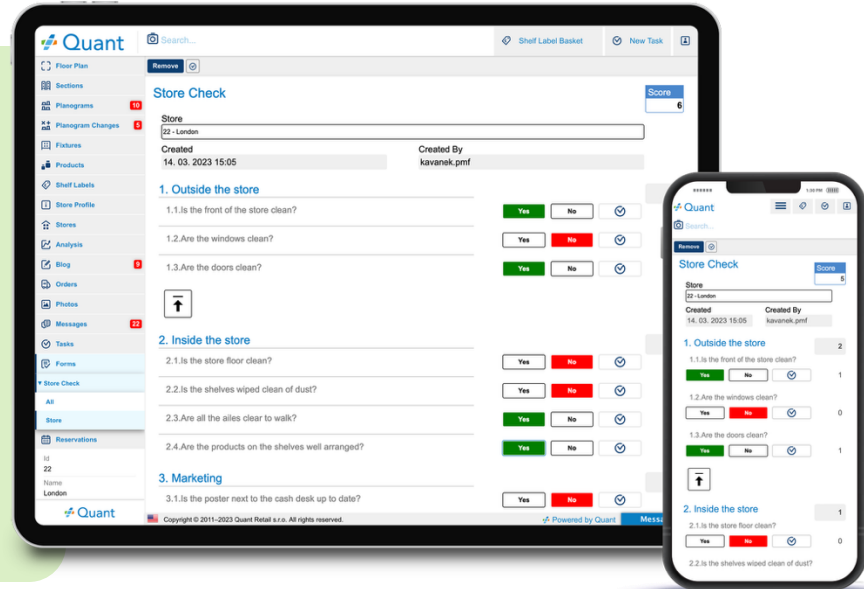 Quant
Search...
Shelf Label Basket
New Task
Floor Plan
Sections
Planograms 10
Planogram Changes 5
Fixtures
Products
Shelf Labels
Store Profile
Stores
Analysis
Blog 9
Orders
Photos
Messages 22
Tasks
Forms
Store Check
All
Store
Reservations
Id
22
Name
London
Quant
Remove
Store Check
Score
6
Store
22 - London
Created
Created By
14. 03. 2023 15:05
kavanek.pmf
1. Outside the store
1.1.Is the front of the store clean? Yes No
1.2.Are the windows clean? Yes No
1.3.Are the doors clean? Yes No
2. Inside the store
2.1.Is the store floor clean? Yes No
2.2.Is the shelves wiped clean of dust? Yes No
2.3.Are all the ailes clear to walk? Yes No
2.4.Are the products on the shelves well arranged? Yes No
3. Marketing
3.1.Is the poster next to the cash desk up to date? Yes No
Copyright © 2011–2023 Quant Retail s.r.o. All rights reserved.
Powered by Quant
Messa
1:30 PM
Quant
Search...
Remove
Store Check
Score
5
Store
22 - London
Created
Created By
14. 03. 2023 15:05
kavanek.pmf
1. Outside the store 2
1.1.Is the front of the store clean?
Yes No 1
1.2.Are the windows clean?
Yes No 0
1.3.Are the doors clean?
Yes No 1
2. Inside the store 1
2.1.Is the store floor clean?
Yes No 0
2.2.Is the shelves wiped clean of dust?